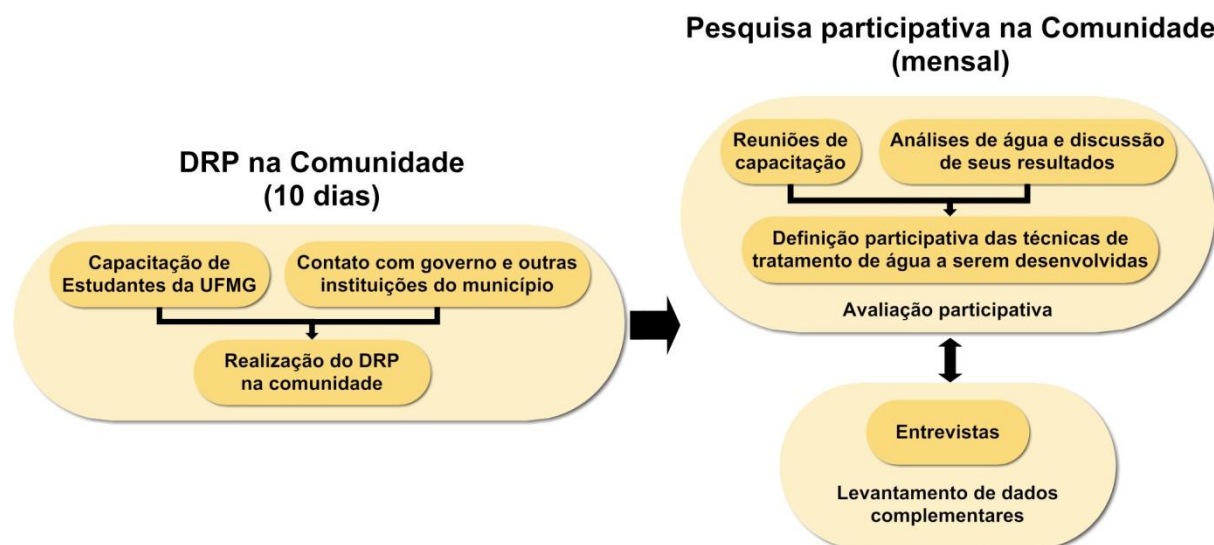 DRP na Comunidade
(10 dias)
Capacitação de
Estudantes da UFMG
Contato com governo e outras
instituições do município
Realização do DRP
na comunidade
Pesquisa participativa na Comunidade
(mensal)
Reuniões de
capacitação
Análises de água e discussão
de seus resultados
Definição participativa das técnicas de
tratamento de água a serem desenvolvidas
Avaliação participativa
Entrevistas
Levantamento de dados
complementares